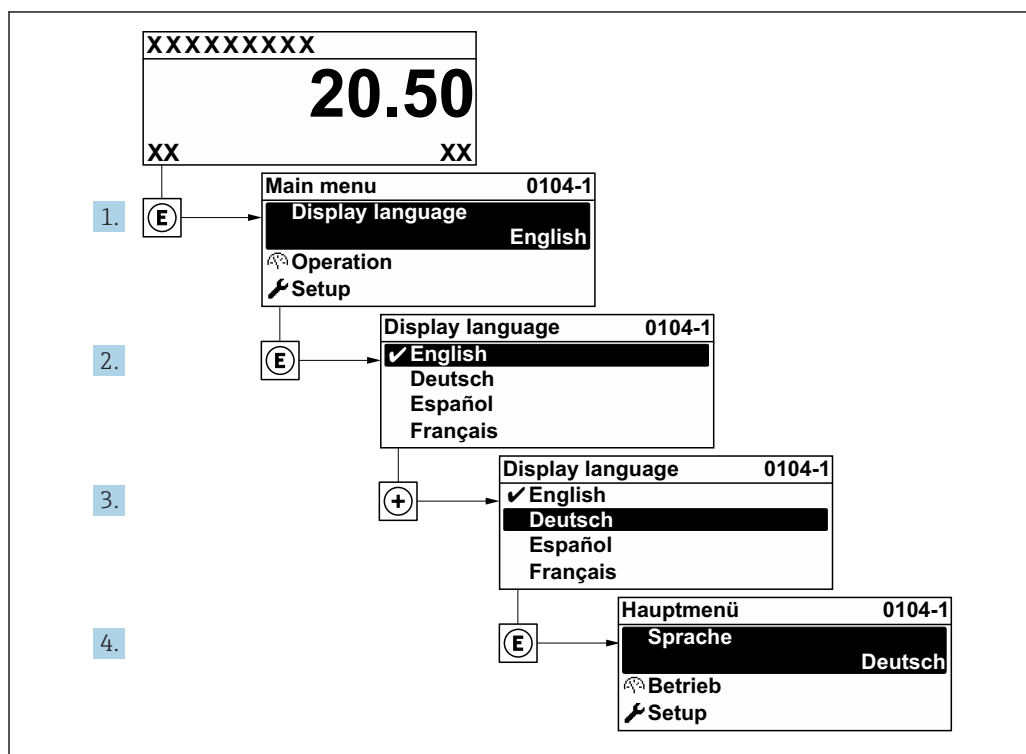 XXXXXXXXX
20.50
XX XX
1. E
Main menu 0104-1
Display language
English
Operation
Setup
2. E
Display language 0104-1
✔English
Deutsch
Español
Français
3. +
Display language 0104-1
✔English
Deutsch
Español
Français
4. E
Hauptmenü 0104-1
Sprache
Deutsch
Betrieb
Setup